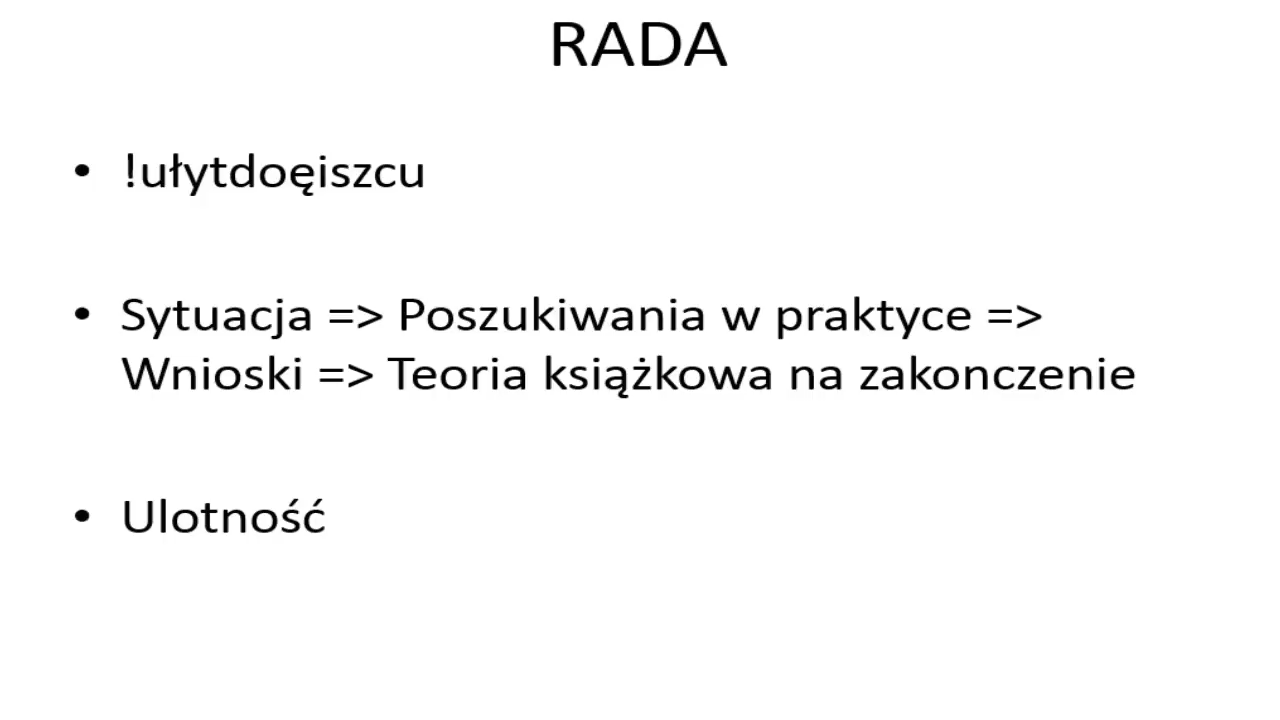 RADA
• !ułytdoęiszcu
• Sytuacja => Poszukiwania w praktyce =>
Wnioski => Teoria książkowa na zakonczenie
• Ulotność